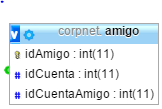 v corpnet. amigo
idAmigo : int(11)
# idCuenta : int(11)
# idCuentaAmigo : int(11)